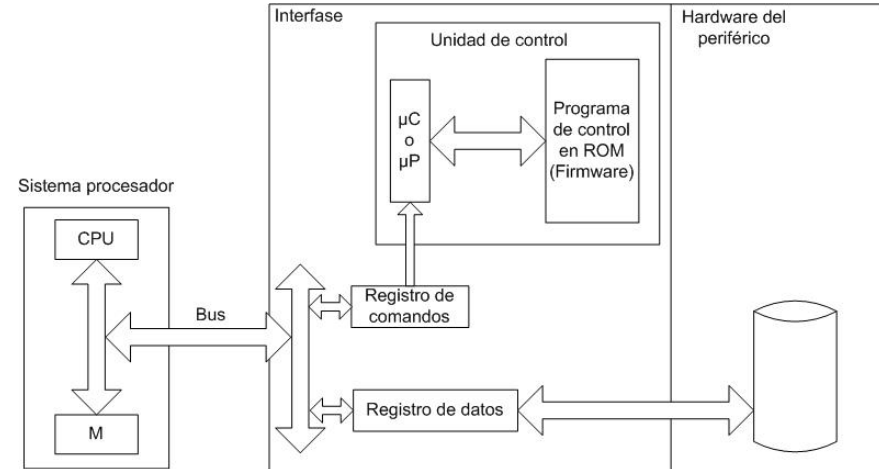 Interfase
Unidad de control
Hardware del
periférico
µC
o
µP
Programa
de control
en ROM
(Firmware)
Sistema procesador
CPU
Bus
Registro de
comandos
M
Registro de datos